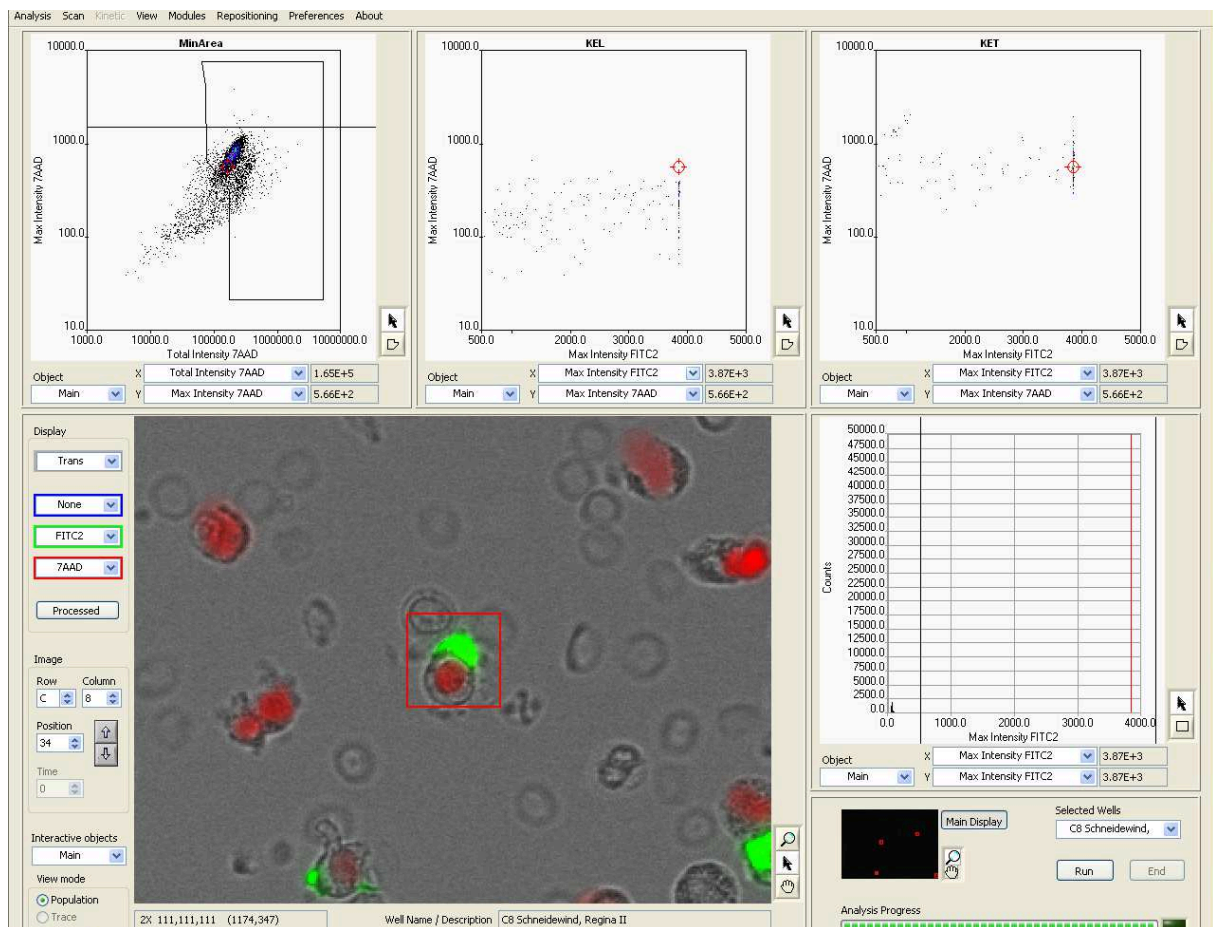 Analysis Scan Kinetic View Modules Repositioning Preferences About
MinArea
10000.0
1000.0
100.0
10.0
Max Intensity 7AAD
1000.0 10000.0 100000.0 1000000.0 10000000.0
Total Intensity 7AAD
Object X Total Intensity 7AAD 1.65E+5
Main Y Max Intensity 7AAD 5.66E+2
KEL
10000.0
1000.0
100.0
10.0
Max Intensity 7AAD
500.0 2000.0 3000.0 4000.0 5000.0
Max Intensity FITC2
Object X Max Intensity FITC2 3.87E+3
Main Y Max Intensity 7AAD 5.66E+2
KET
10000.0
1000.0
100.0
10.0
Max Intensity 7AAD
500.0 2000.0 3000.0 4000.0 5000.0
Max Intensity FITC2
Object X Max Intensity FITC2 3.87E+3
Main Y Max Intensity 7AAD 5.66E+2
Display
Trans
None
FITC2
7AAD
Processed
Image
Row Column
C 8
Position
34
Time
0
Interactive objects
Main
View mode
Population
Trace
2X 111,111,111 (1174,347) Well Name / Description C8 Schneidewind, Regina II
50000.0
47500.0
45000.0
42500.0
40000.0
37500.0
35000.0
32500.0
30000.0
27500.0
25000.0
22500.0
20000.0
17500.0
15000.0
12500.0
10000.0
7500.0
5000.0
2500.0
0.0
Counts
0.0 1000.0 2000.0 3000.0 4000.0
Max Intensity FITC2
Object X Max Intensity FITC2 3.87E+3
Main Y Max Intensity FITC2 3.87E+3
Main Display
Selected Wells
C8 Schneidewind,
Run End
Analysis Progress